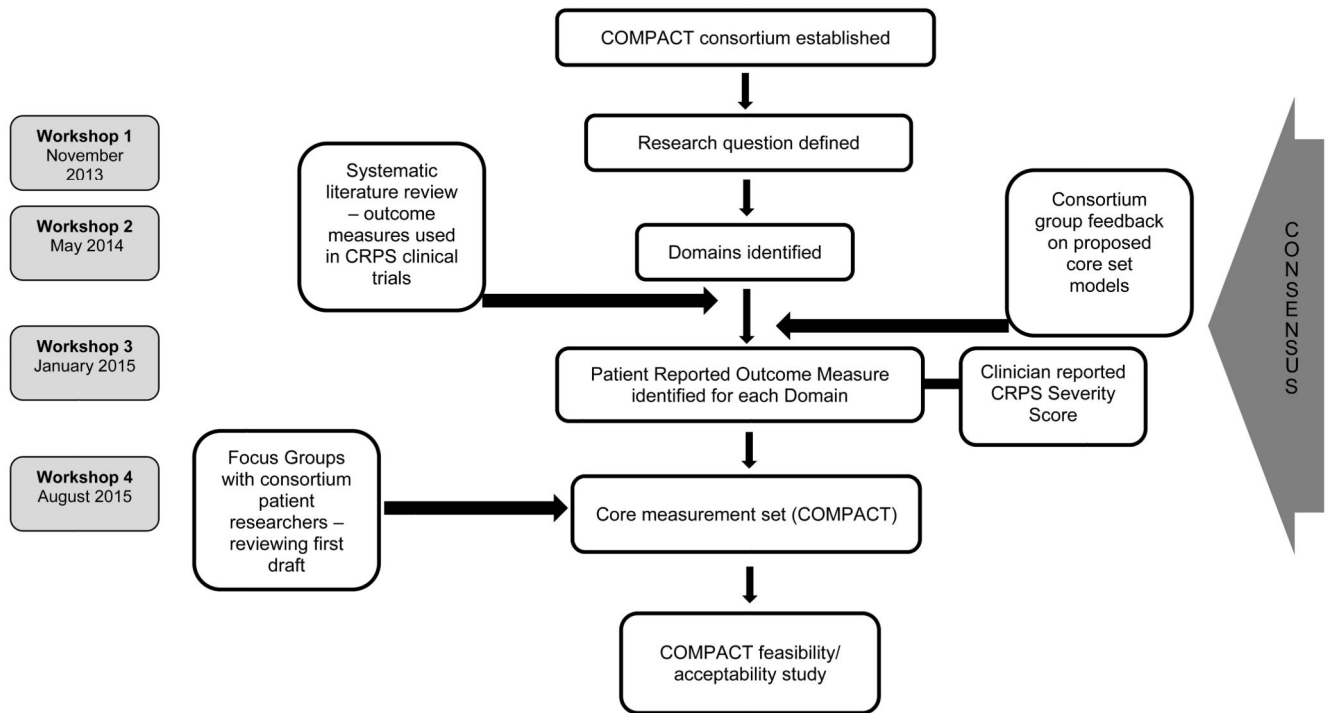 COMPACT consortium established
Workshop 1
November
2013
Research question defined
Systematic
literature review
– outcome
measures used
in CRPS clinical
trials
Workshop 2
May 2014
Domains identified
Consortium
group feedback
on proposed
core set
models
Workshop 3
January 2015
Patient Reported Outcome Measure
identified for each Domain
Clinician reported
CRPS Severity
Score
Workshop 4
August 2015
Focus Groups
with consortium
patient
researchers –
reviewing first
draft
Core measurement set (COMPACT)
COMPACT feasibility/
acceptability study
CONSENSUS